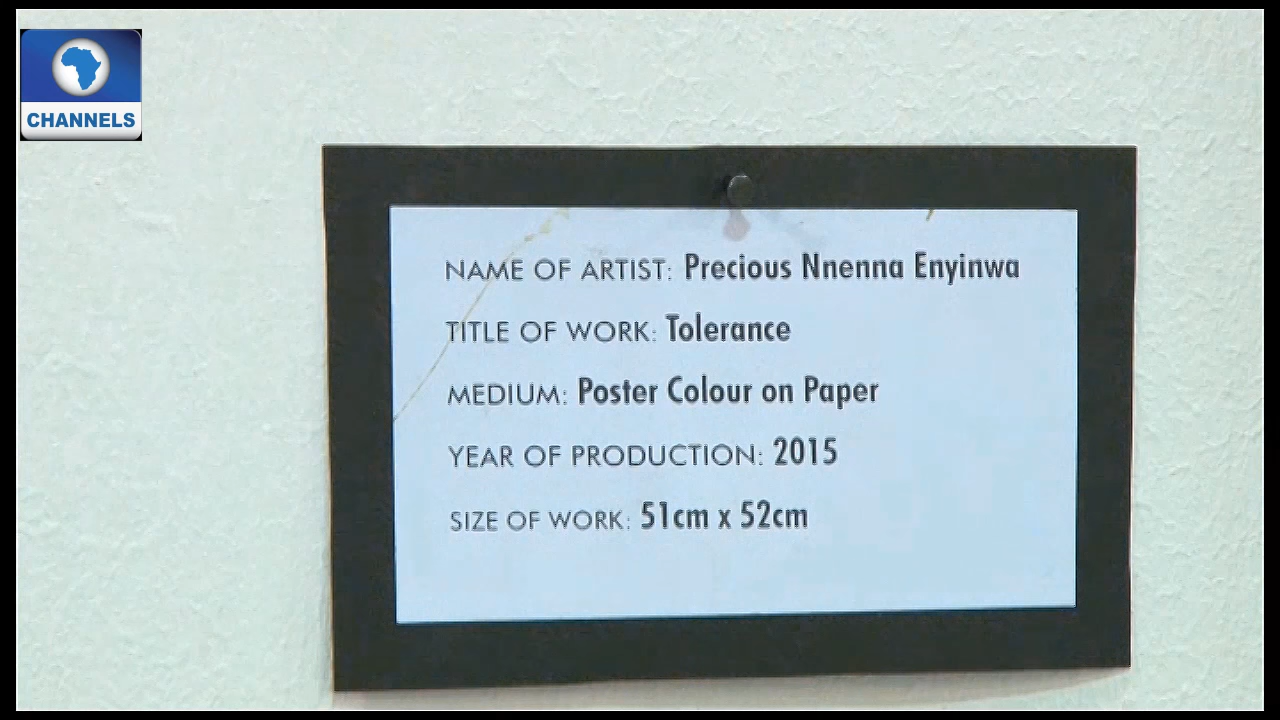 CHANNELS
NAME OF ARTIST: Precious Nnenna Enyinwa
TITLE OF WORK: Tolerance
MEDIUM: Poster Colour on Paper
YEAR OF PRODUCTION: 2015
SIZE OF WORK: 51cm x 52cm